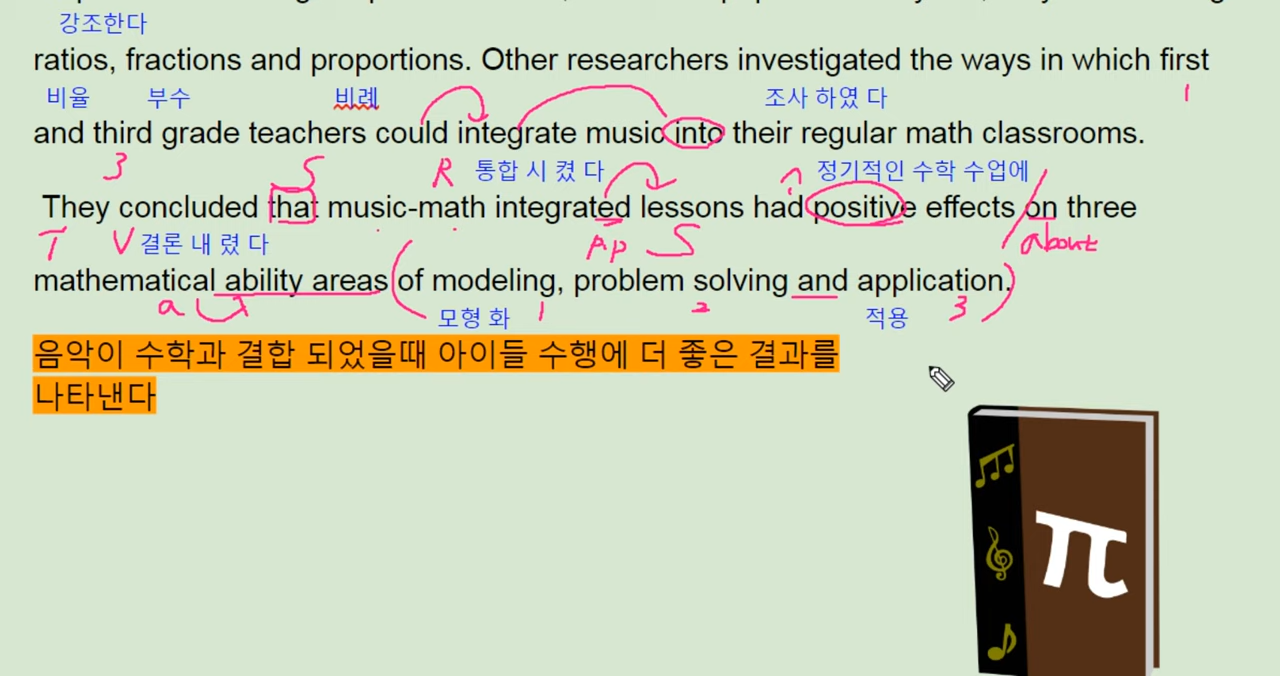 강조한다
ratios, fractions and proportions. Other researchers investigated the ways in which first
비율 부수 비례 조사 하였 다 1
and third grade teachers could integrate music into their regular math classrooms.
3 S R 통합 시 켰 다 정기적인 수학 수업에
They concluded that music-math integrated lessons had positive effects on three
T V 결론 내 렸 다 pp S about
mathematical ability areas (of modeling, problem solving and application.)
a 모형 화 1 2 적용 3
음악이 수학과 결합 되었을때 아이들 수행에 더 좋은 결과를
나타낸다
π